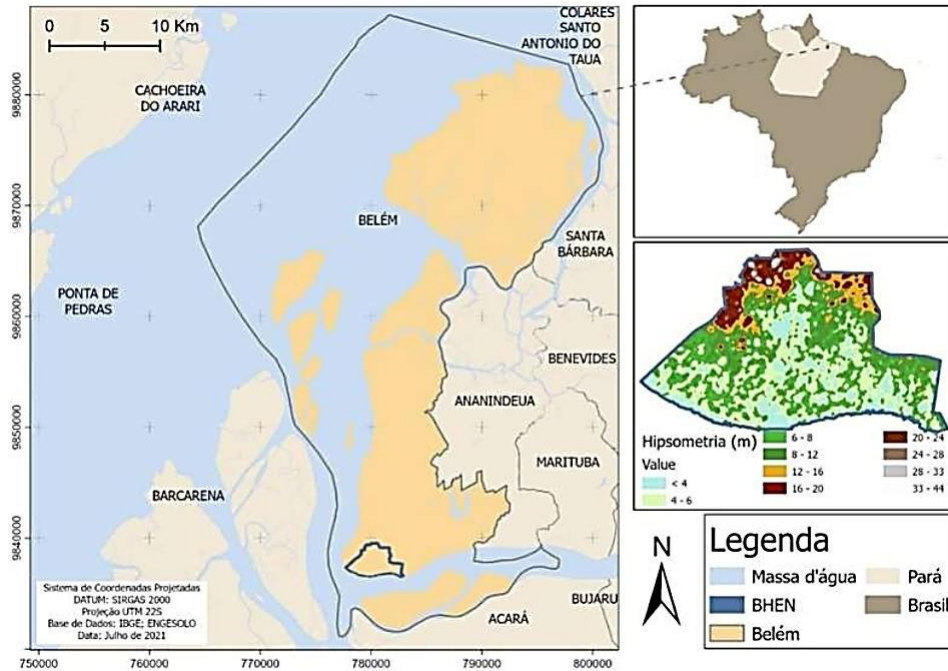 0 5 10 Km
COLARES
SANTO
ANTONIO DO
TAUA
CACHOEIRA
DO ARARI
BELÉM
SANTA
BÁRBARA
PONTA DE
PEDRAS
BENEVIDES
ANANINDEUA
MARITUBA
BARCARENA
BUJARU
ACARÁ
9880000
9870000
9860000
9850000
9840000
750000 760000 770000 780000 790000 800000
Sistema de Coordenadas Projetadas
DATUM: SIRGAS 2000
Projeção UTM 22S
Base de Dados: IBGE; ENGESOLO
Data: Julho de 2021
Hipsometria (m)
Value
< 4
4 - 6
6 - 8
8 - 12
12 - 16
16 - 20
20 - 24
24 - 28
28 - 33
33 - 44
N
Legenda
Massa d'água
BHEN
Belém
Pará
Brasil